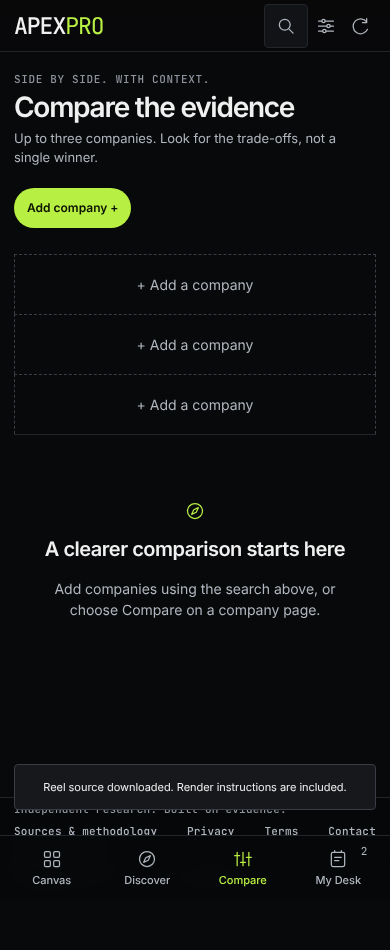 APEXPRO
SIDE BY SIDE. WITH CONTEXT.
Compare the evidence
Up to three companies. Look for the trade-offs, not a
single winner.
Add company +
+ Add a company
+ Add a company
+ Add a company
A clearer comparison starts here
Add companies using the search above, or
choose Compare on a company page.
Reel source downloaded. Render instructions are included.
Independent research. Built on evidence.
Sources & methodology Privacy Terms Contact
2
Canvas Discover Compare My Desk